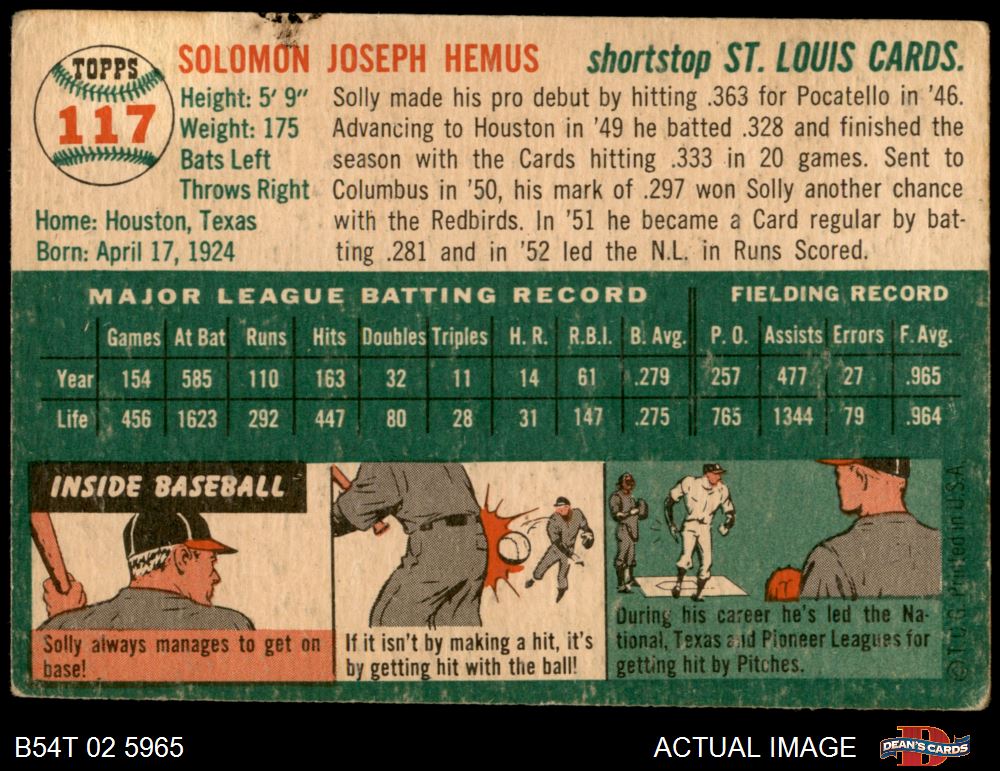 TOPPS
117
SOLOMON JOSEPH HEMUS shortstop ST. LOUIS CARDS.
Height: 5' 9"
Weight: 175
Bats Left
Throws Right
Home: Houston, Texas
Born: April 17, 1924
Solly made his pro debut by hitting .363 for Pocatello in '46.
Advancing to Houston in '49 he batted .328 and finished the
season with the Cards hitting .333 in 20 games. Sent to
Columbus in '50, his mark of .297 won Solly another chance
with the Redbirds. In '51 he became a Card regular by bat-
ting .281 and in '52 led the N.L. in Runs Scored.
MAJOR LEAGUE BATTING RECORD FIELDING RECORD
Games At Bat Runs Hits Doubles Triples H. R. R.B.I. B. Avg. P. O. Assists Errors F. Avg.
Year 154 585 110 163 32 11 14 61 .279 257 477 27 .965
Life 456 1623 292 447 80 28 31 147 .275 765 1344 79 .964
INSIDE BASEBALL
Solly always manages to get on
base!
If it isn't by making a hit, it's
by getting hit with the ball!
During his career he's led the Na-
tional, Texas and Pioneer Leagues for
getting hit by Pitches.
© T. C. G. Printed in U.S.A.
B54T 02 5965 ACTUAL IMAGE DEAN'S CARDS